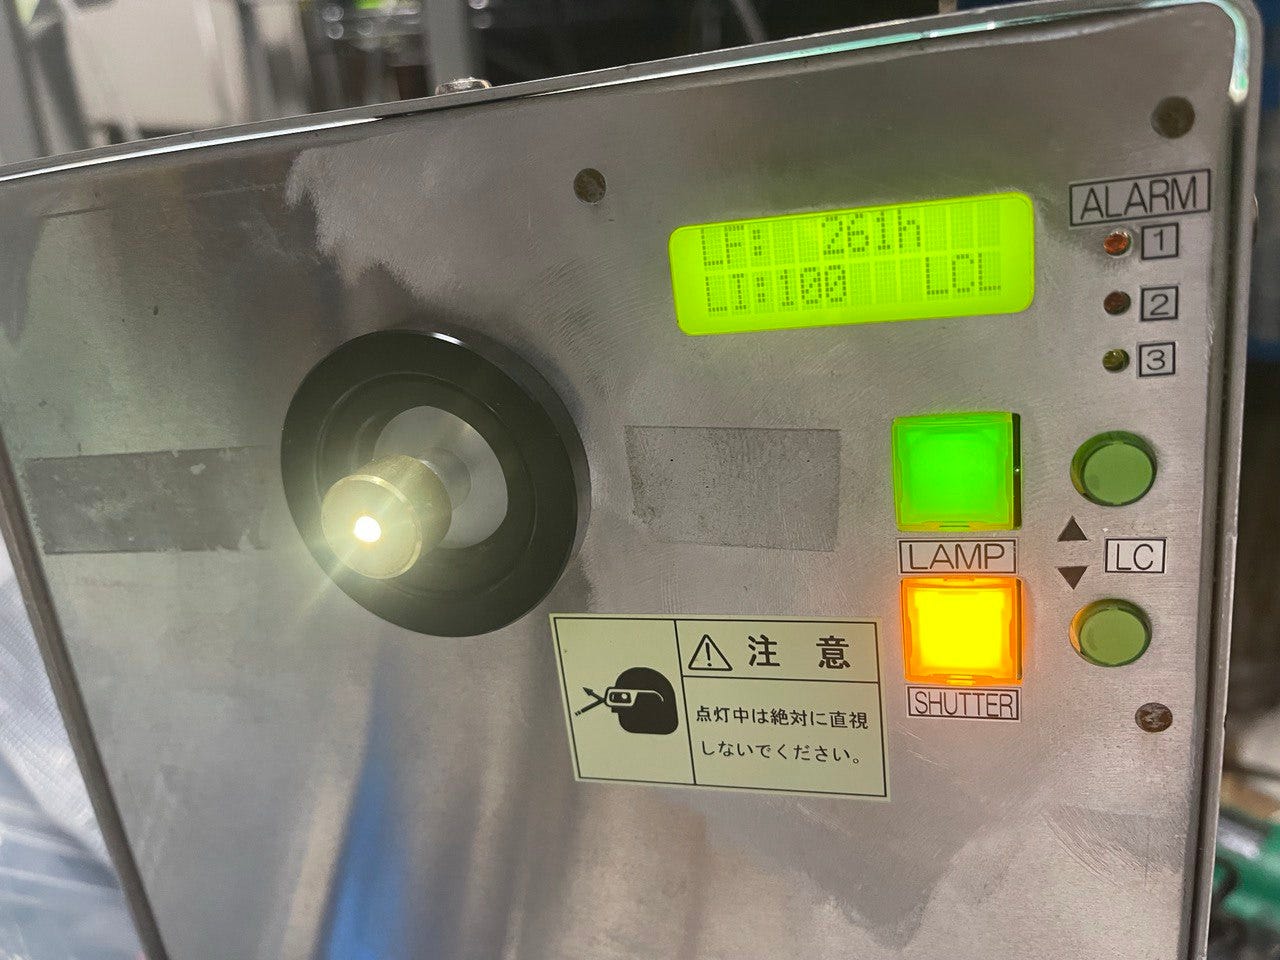 LF: 261h
LI:100 LCL
ALARM
1
2
3
LAMP
▲
▼
LC
SHUTTER
注意
点灯中は絶対に直視
しないでください。